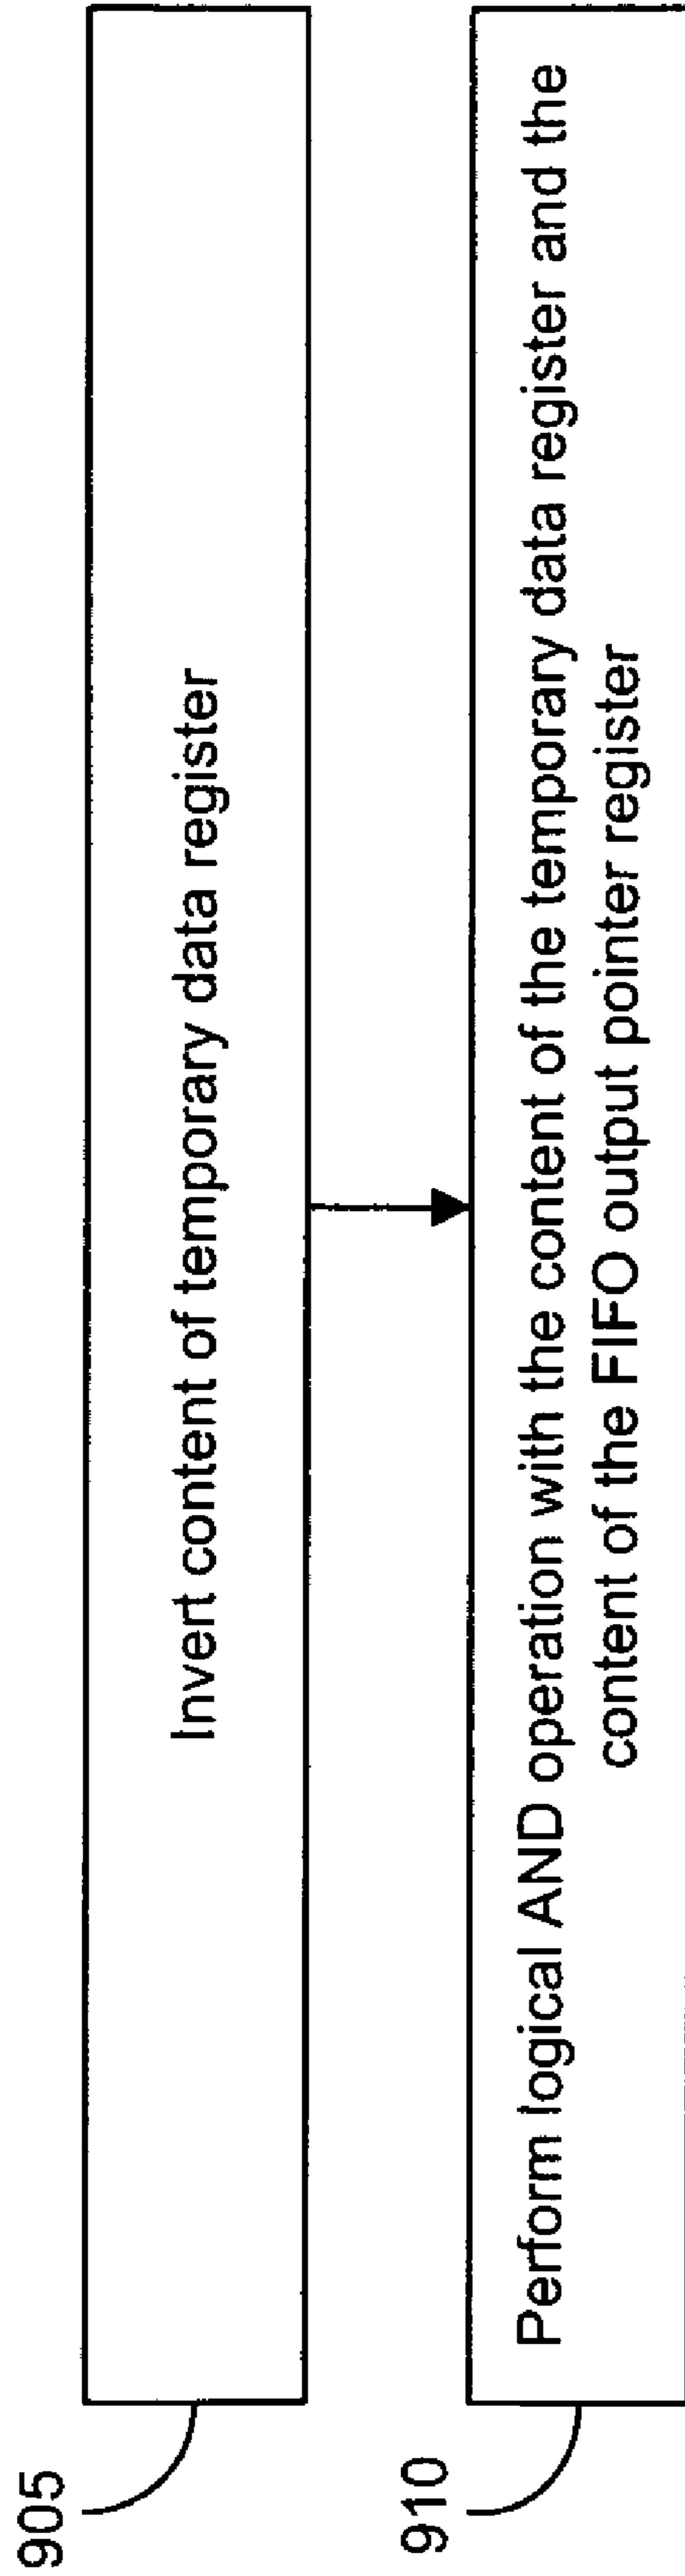 905
Invert content of temporary data register
910
Perform logical AND operation with the content of the temporary data register and the
content of the FIFO output pointer register